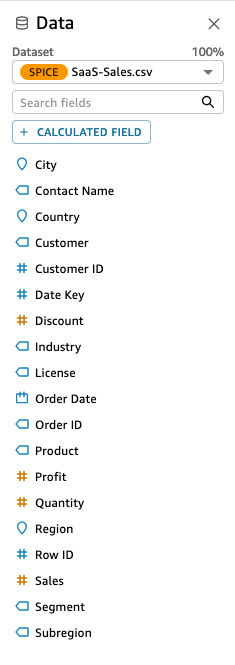 Data
Dataset 100%
SPICE SaaS-Sales.csv
Search fields
+ CALCULATED FIELD
City
Contact Name
Country
Customer
# Customer ID
# Date Key
# Discount
Industry
License
Order Date
Order ID
Product
# Profit
# Quantity
Region
# Row ID
# Sales
Segment
Subregion